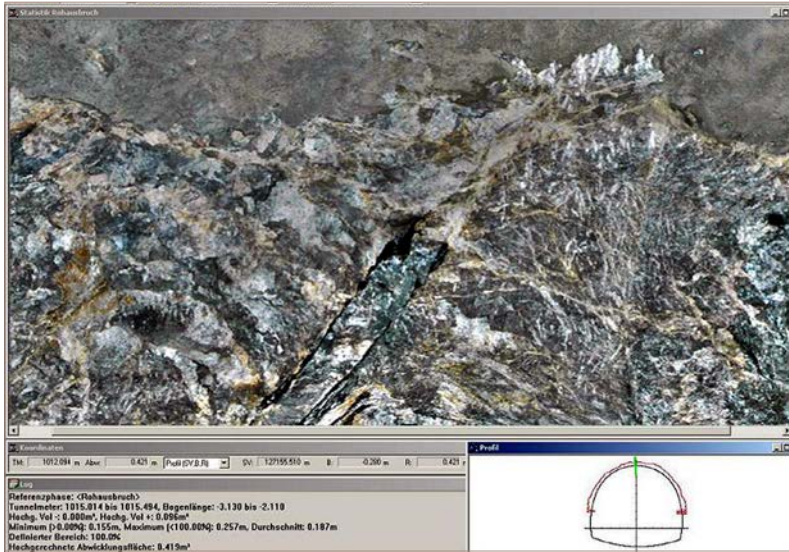 Statistik Rohausbruch
Koordinaten
TM: 1012.094 m Abw: 0.421 m Profil (SV,B,R) SV: 127155.510 m B: -0.280 m R: 0.421
Profil
Log
Referenzphase: <Rohausbruch>
Tunnelmeter: 1015.014 bis 1015.494, Bogenlänge: -3.130 bis -2.110
Hochg. Vol -: 0.000m³, Hochg. Vol +: 0.096m³
Minimum [>0.00%]: 0.155m, Maximum [<100.00%]: 0.257m, Durchschnitt: 0.187m
Definierter Bereich: 100.0%
Hochgerechnete Abwicklungsfläche: 0.419m²